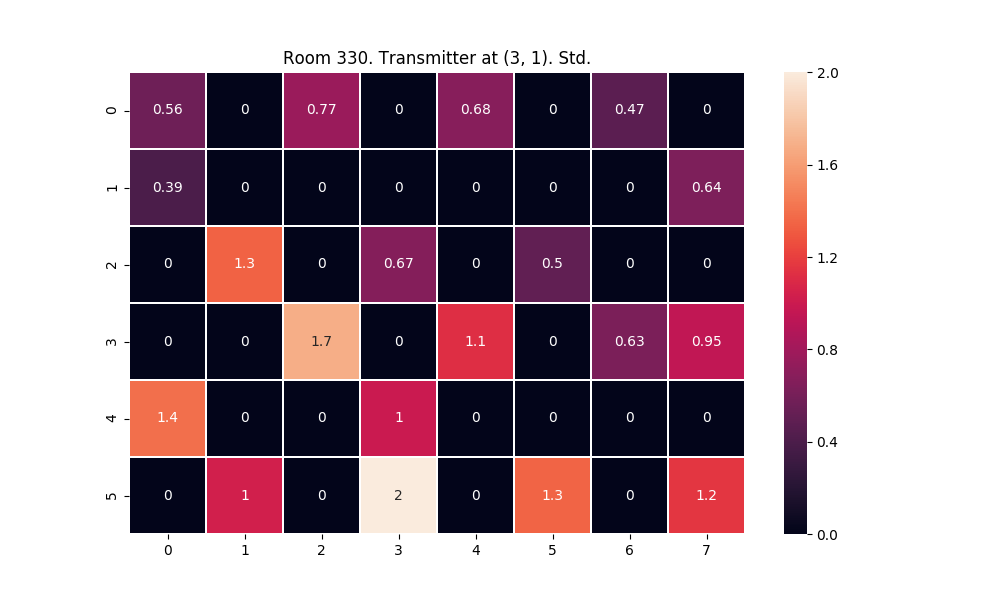 Room 330. Transmitter at (3, 1). Std.
0 0.56 0 0.77 0 0.68 0 0.47 0
1 0.39 0 0 0 0 0 0 0.64
2 0 1.3 0 0.67 0 0.5 0 0
3 0 0 1.7 0 1.1 0 0.63 0.95
4 1.4 0 0 1 0 0 0 0
5 0 1 0 2 0 1.3 0 1.2
0 1 2 3 4 5 6 7
2.0
1.6
1.2
0.8
0.4
0.0